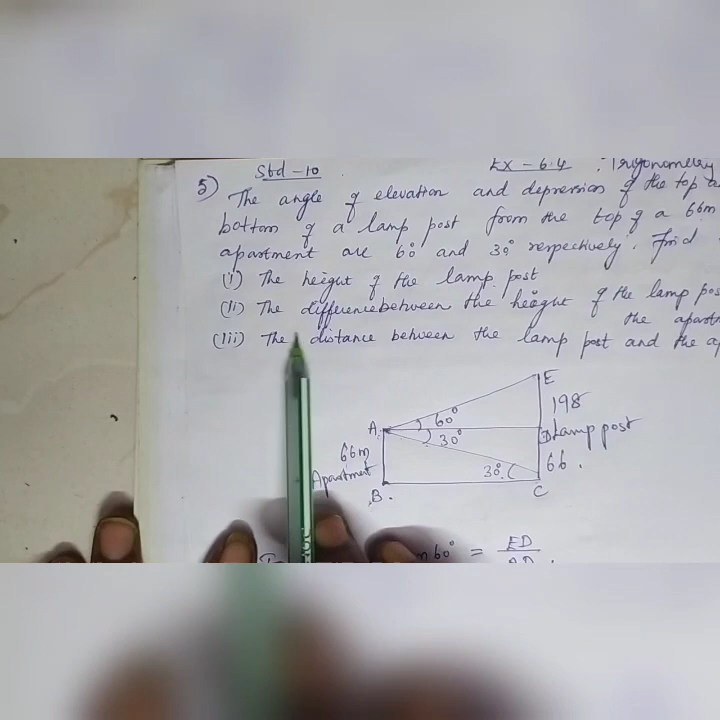 Std - 10 EX - 6.4 Trigonometry
5) The angle of elevation and depression of the top
bottom of a lamp post from the top of a 66m
apartment are 60° and 30° respectively. Find
(i) The height of the lamp post
(ii) The difference between the height of the lamp
the
(iii) The distance between the lamp post and the
E
198
60°
A D Lamp post
30°
66m
Apartment 30° 66.
B. C
60° = ED